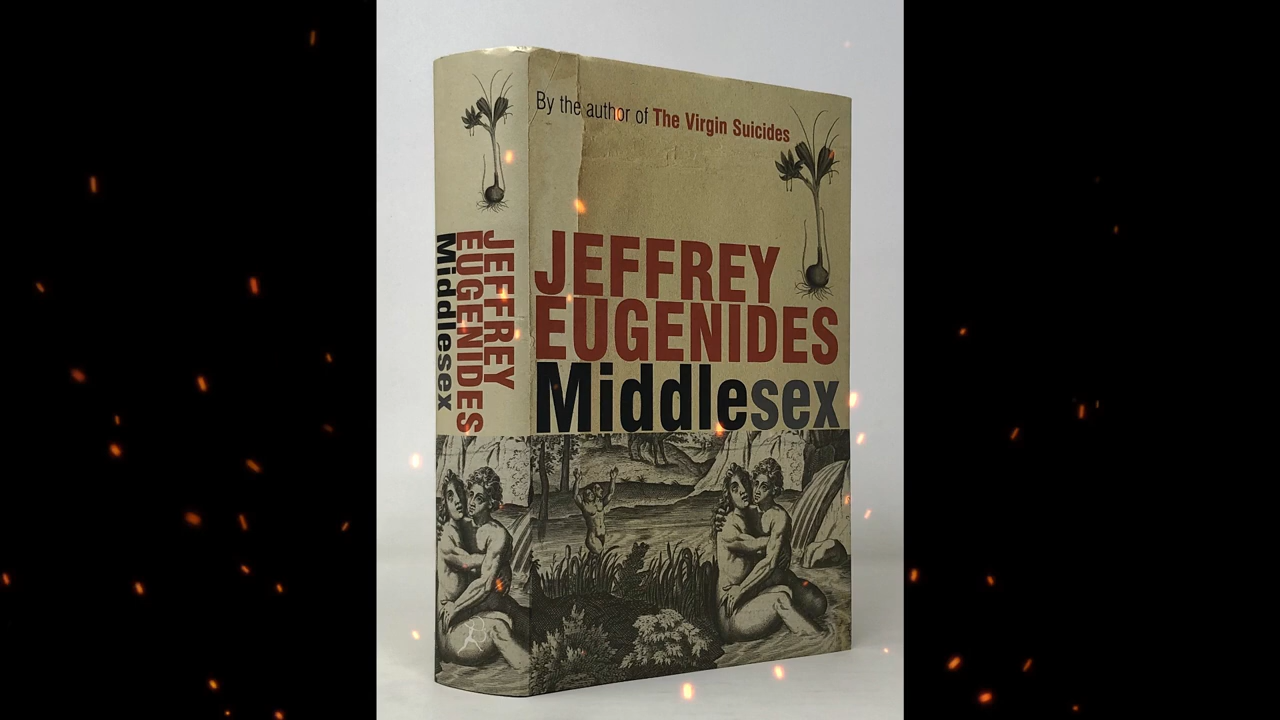 By the author of The Virgin Suicides
JEFFREY
EUGENIDES
Middlesex
JEFFREY
EUGENIDES
Middlesex